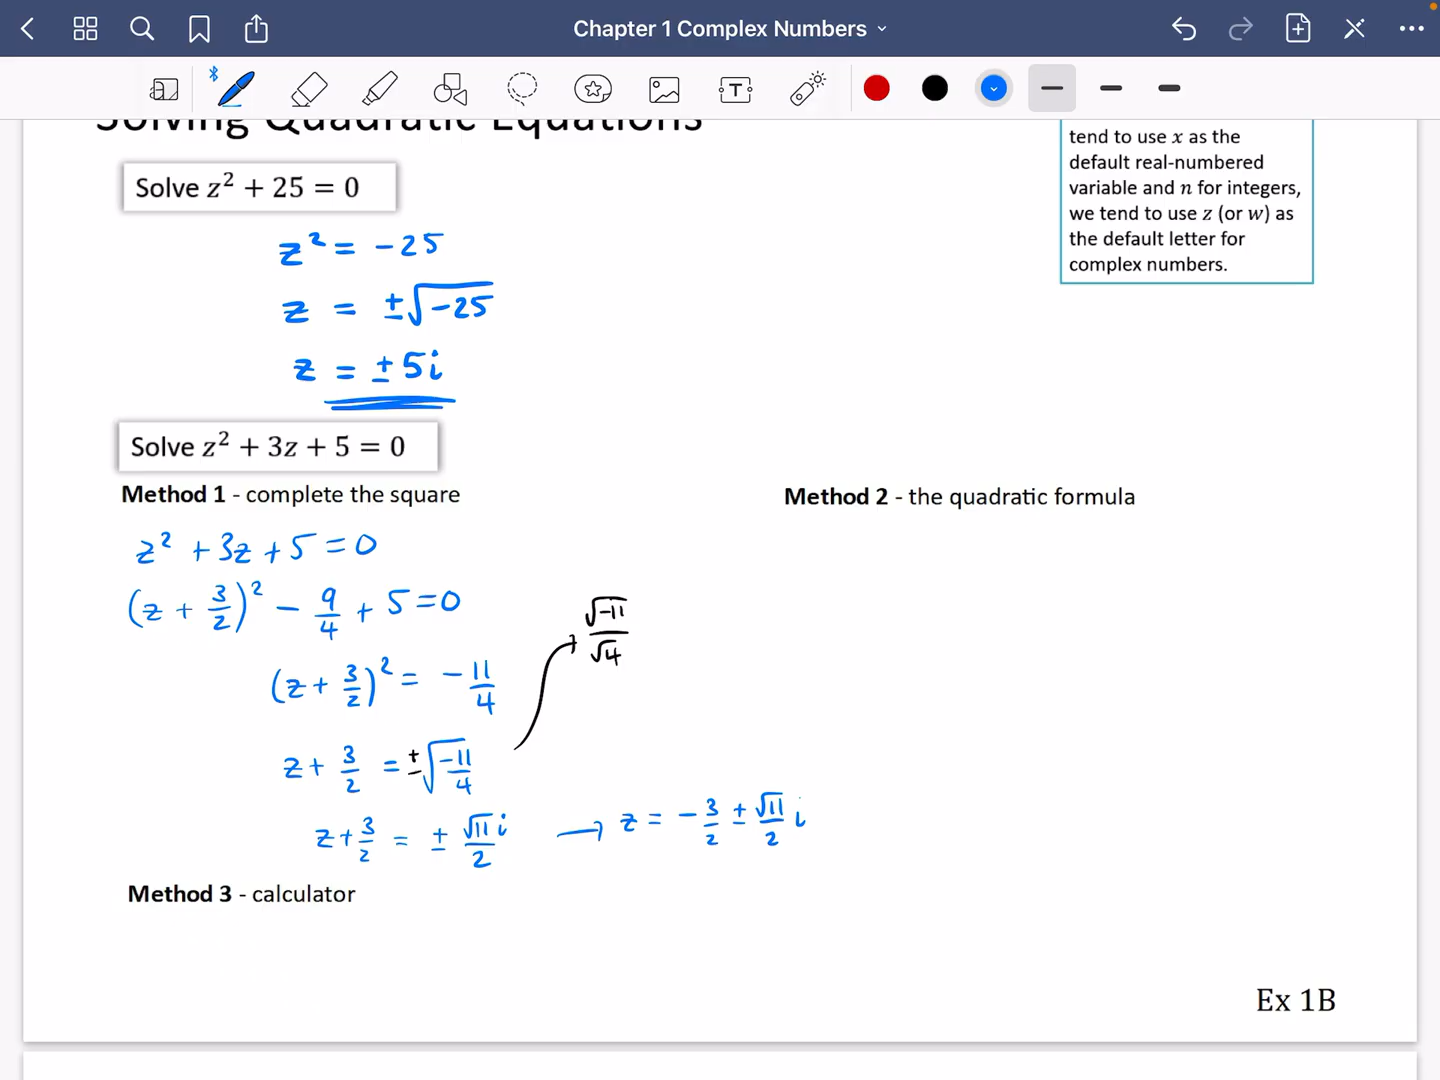 Chapter 1 Complex Numbers
Solving Quadratic Equations
tend to use x as the
default real-numbered
variable and n for integers,
we tend to use z (or w) as
the default letter for
complex numbers.
Solve z² + 25 = 0
z² = -25
z = ±√-25
z = ±5i
Solve z² + 3z + 5 = 0
Method 1 - complete the square
z² + 3z + 5 = 0
(z + 3/2)² - 9/4 + 5 = 0
(z + 3/2)² = -11/4
z + 3/2 = ±√-11/4
√-11/√4
z + 3/2 = ± √11i/2 → z = -3/2 ± √11/2 i
Method 2 - the quadratic formula
Method 3 - calculator
Ex 1B